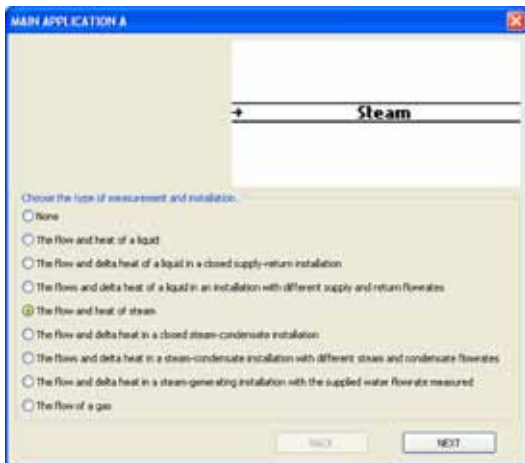 MAIN APPLICATION A
→ Steam
Choose the type of measurement and installation.
None
The flow and heat of a liquid
The flow and delta heat of a liquid in a closed supply-return installation
The flows and delta heat of a liquid in an installation with different supply and return flowrates
The flow and heat of steam
The flow and delta heat in a closed steam-condensate installation
The flows and delta heat in a steam-condensate installation with different steam and condensate flowrates
The flow and delta heat in a steam-generating installation with the supplied water flowrate measured
The flow of a gas
BACK NEXT